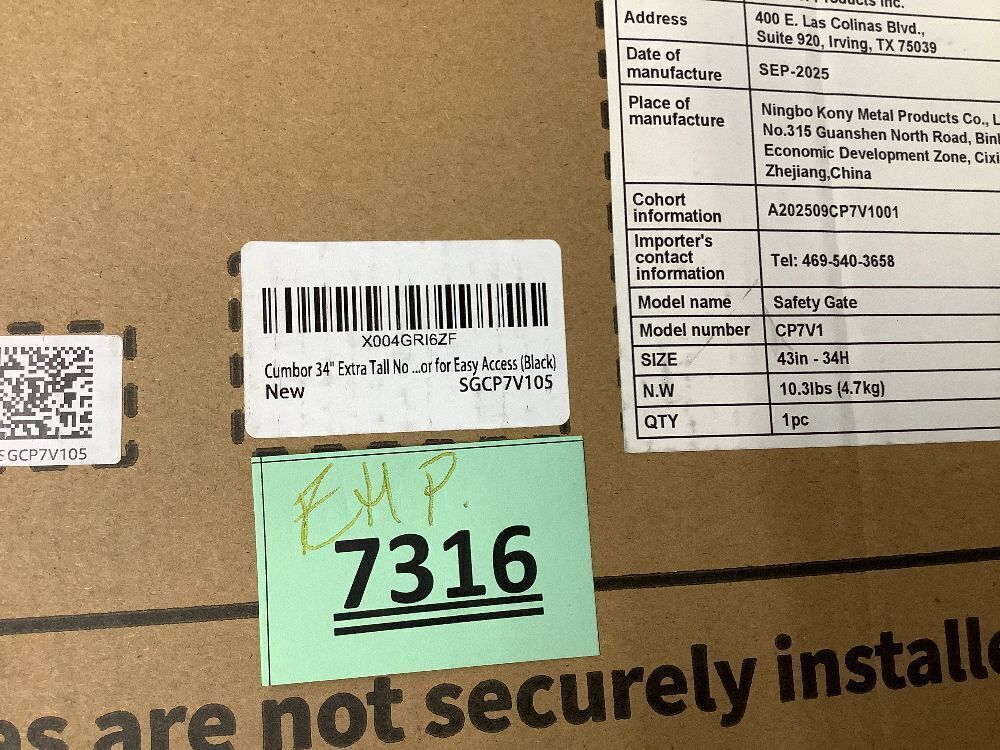 Products Inc.
Address
400 E. Las Colinas Blvd.,
Suite 920, Irving, TX 75039
Date of
manufacture
SEP-2025
Place of
manufacture
Ningbo Kony Metal Products Co., L
No.315 Guanshen North Road, Binl
Economic Development Zone, Cixi
Zhejiang,China
Cohort
information
A202509CP7V1001
Importer's
contact
information
Tel: 469-540-3658
Model name
Safety Gate
Model number
CP7V1
SIZE
43in - 34H
N.W
10.3lbs (4.7kg)
QTY
1pc
X004GRI6ZF
Cumbor 34" Extra Tall No ...or for Easy Access (Black)
New
SGCP7V105
SGCP7V105
EHP.
7316
es are not securely installe